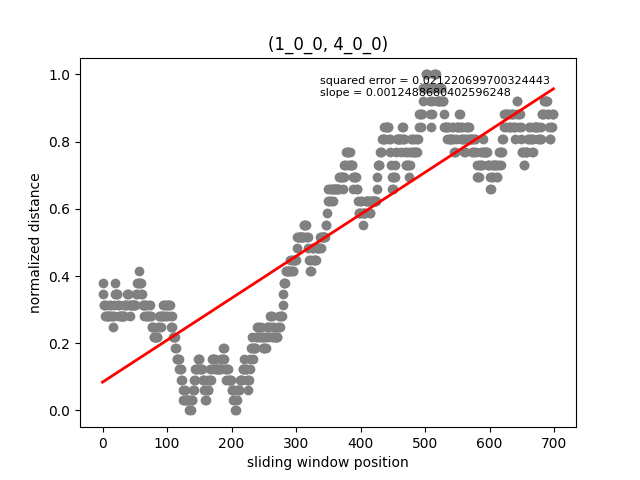 (1_0_0, 4_0_0)
squared error = 0.021220699700324443
slope = 0.0012488680402596248
normalized distance
1.0
0.8
0.6
0.4
0.2
0.0
0 100 200 300 400 500 600 700
sliding window position